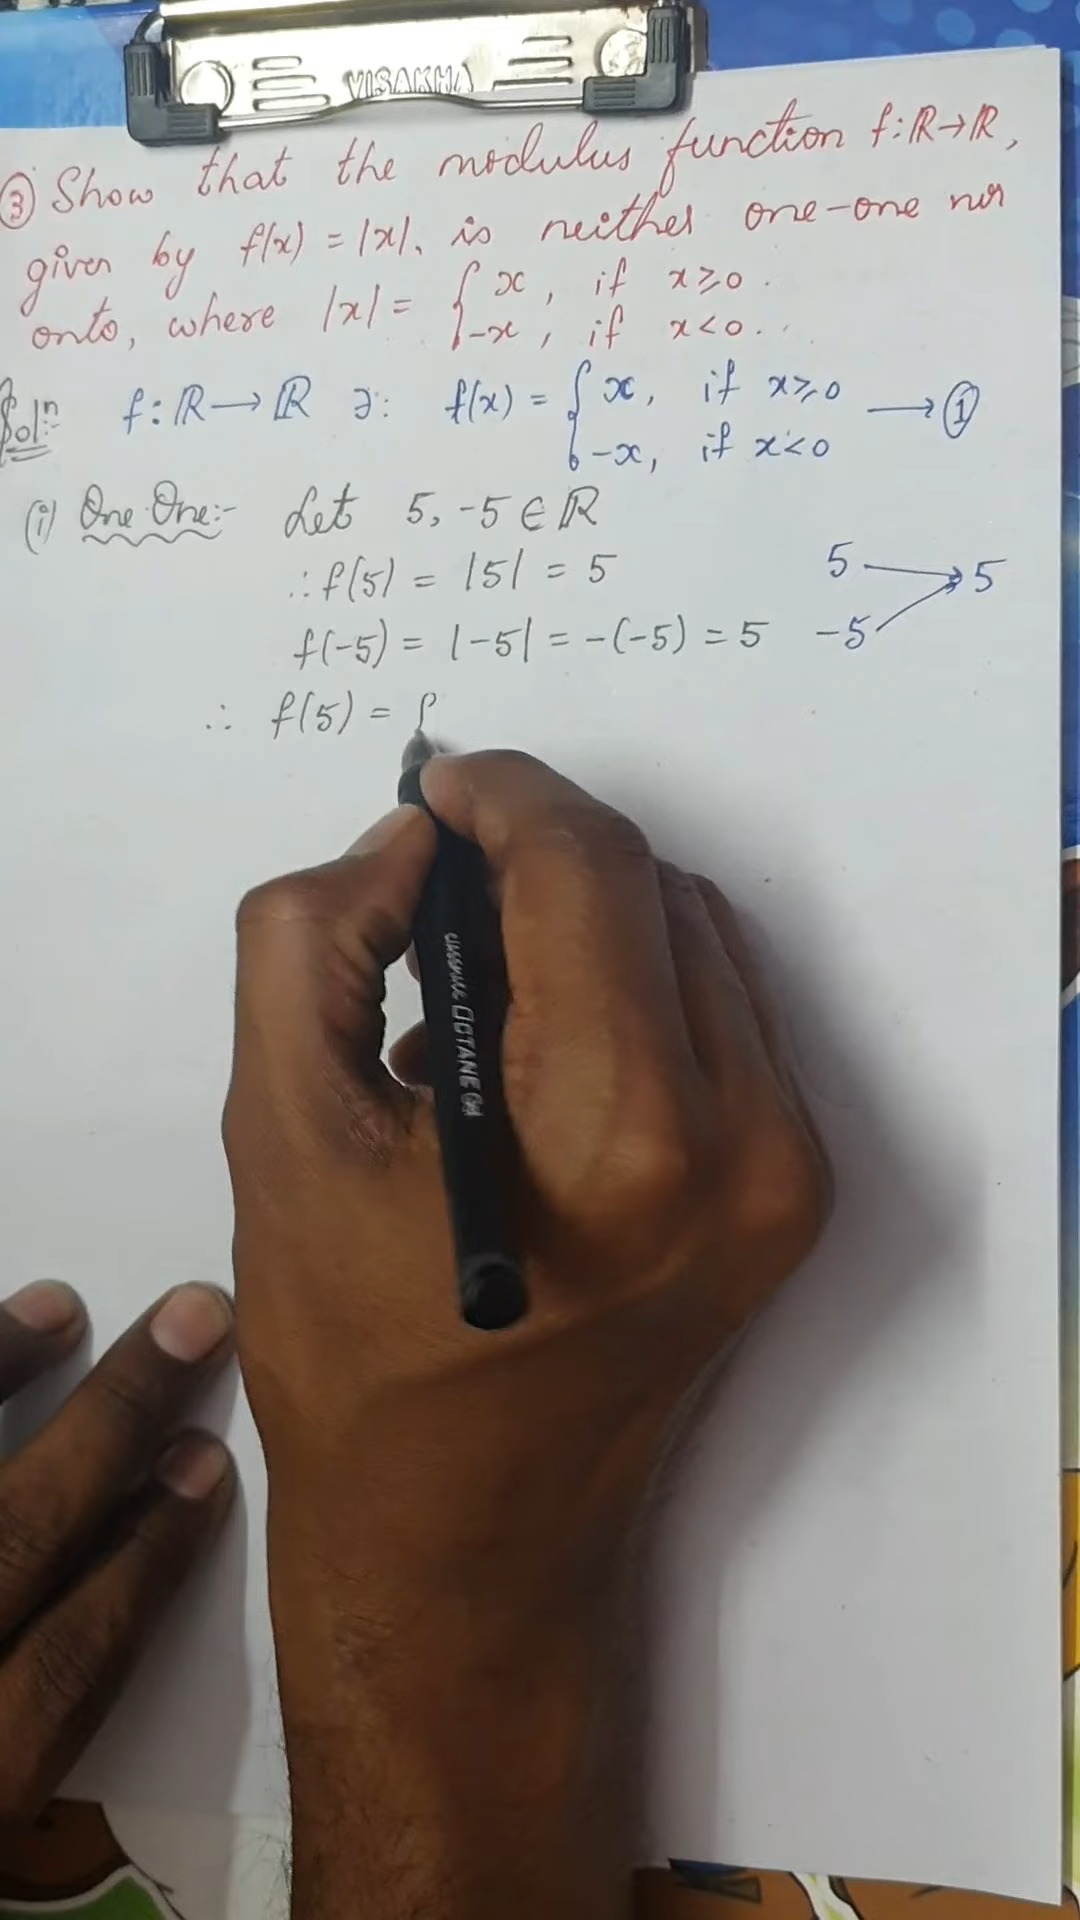 VISAKHA
③ Show that the modulus function f:ℝ→ℝ,
given by f(x) = |x|, is neither one-one nor
onto, where |x| = { x, if x≥0.
-x, if x<0.
Solⁿ:- f:ℝ→ℝ ∋: f(x) = { x, if x≥0 → ①
-x, if x<0
(i) One-One:- Let 5, -5 ∈ ℝ
∴ f(5) = |5| = 5
f(-5) = |-5| = -(-5) = 5
5 → 5
-5
∴ f(5) = f
OCTANE Gel